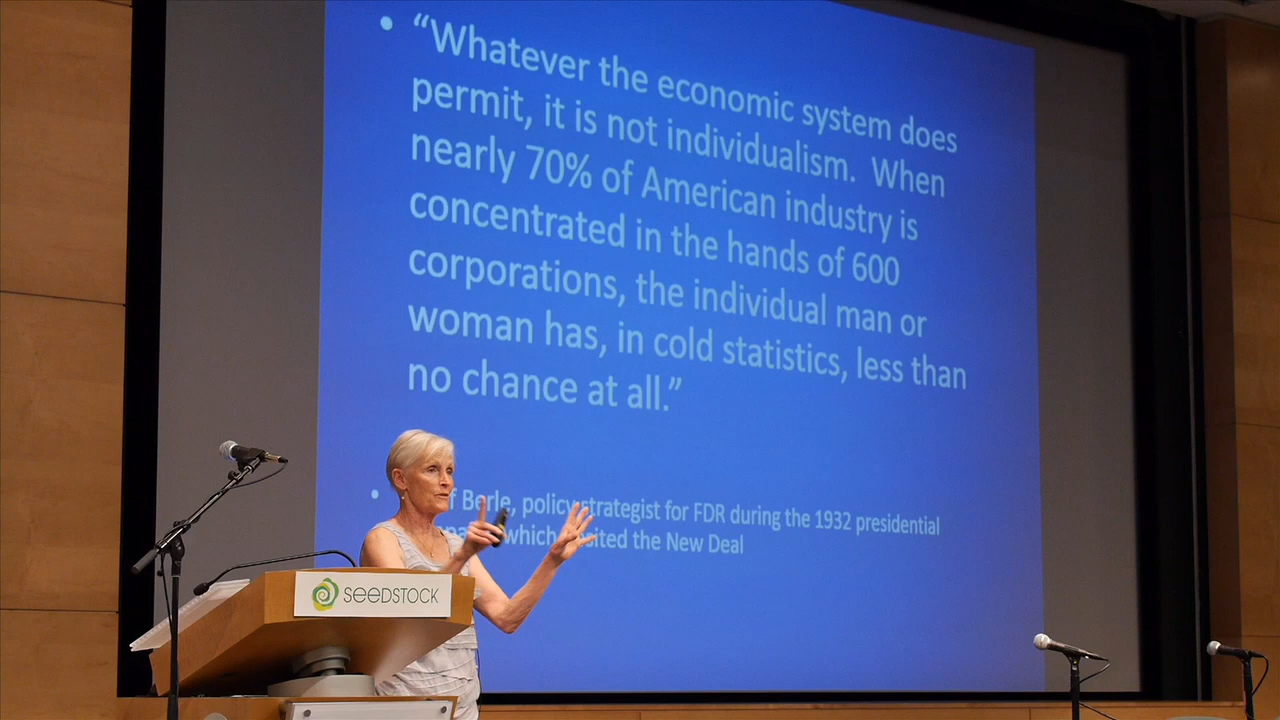 • “Whatever the economic system does
permit, it is not individualism.  When
nearly 70% of American industry is
concentrated in the hands of 600
corporations, the individual man or
woman has, in cold statistics, less than
no chance at all.”
• Berle, policy strategist for FDR during the 1932 presidential
which the New Deal
SEEDSTOCK